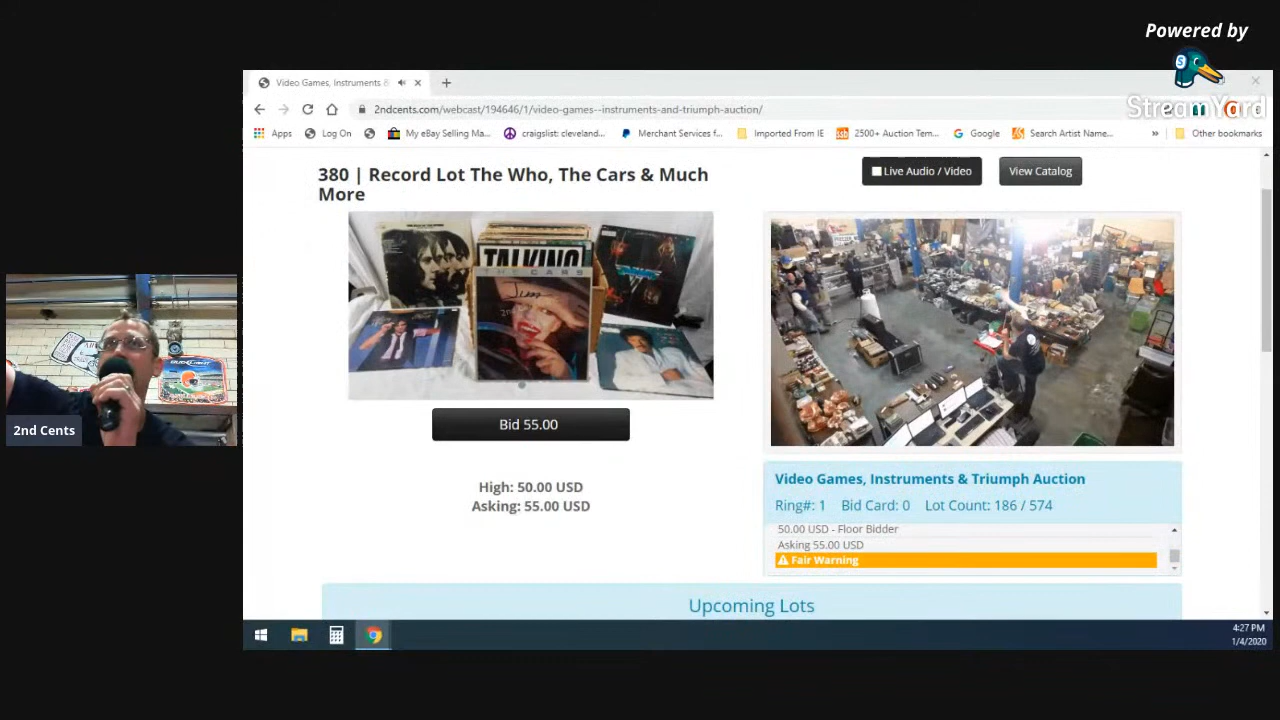 Powered by
StreamYard
Video Games, Instruments &
2ndcents.com/webcast/194646/1/video-games--instruments-and-triumph-auction/
Apps
Log On
My eBay Selling Ma...
craigslist: cleveland...
Merchant Services f...
Imported From IE
2500+ Auction Tem...
Google
Search Artist Name...
»
Other bookmarks
380 | Record Lot The Who, The Cars & Much
More
Live Audio / Video
View Catalog
TALKING
THE CARS
Bid 55.00
High: 50.00 USD
Asking: 55.00 USD
Video Games, Instruments & Triumph Auction
Ring#: 1 Bid Card: 0 Lot Count: 186 / 574
50.00 USD - Floor Bidder
Asking 55.00 USD
Fair Warning
Upcoming Lots
2nd Cents
4:27 PM
1/4/2020